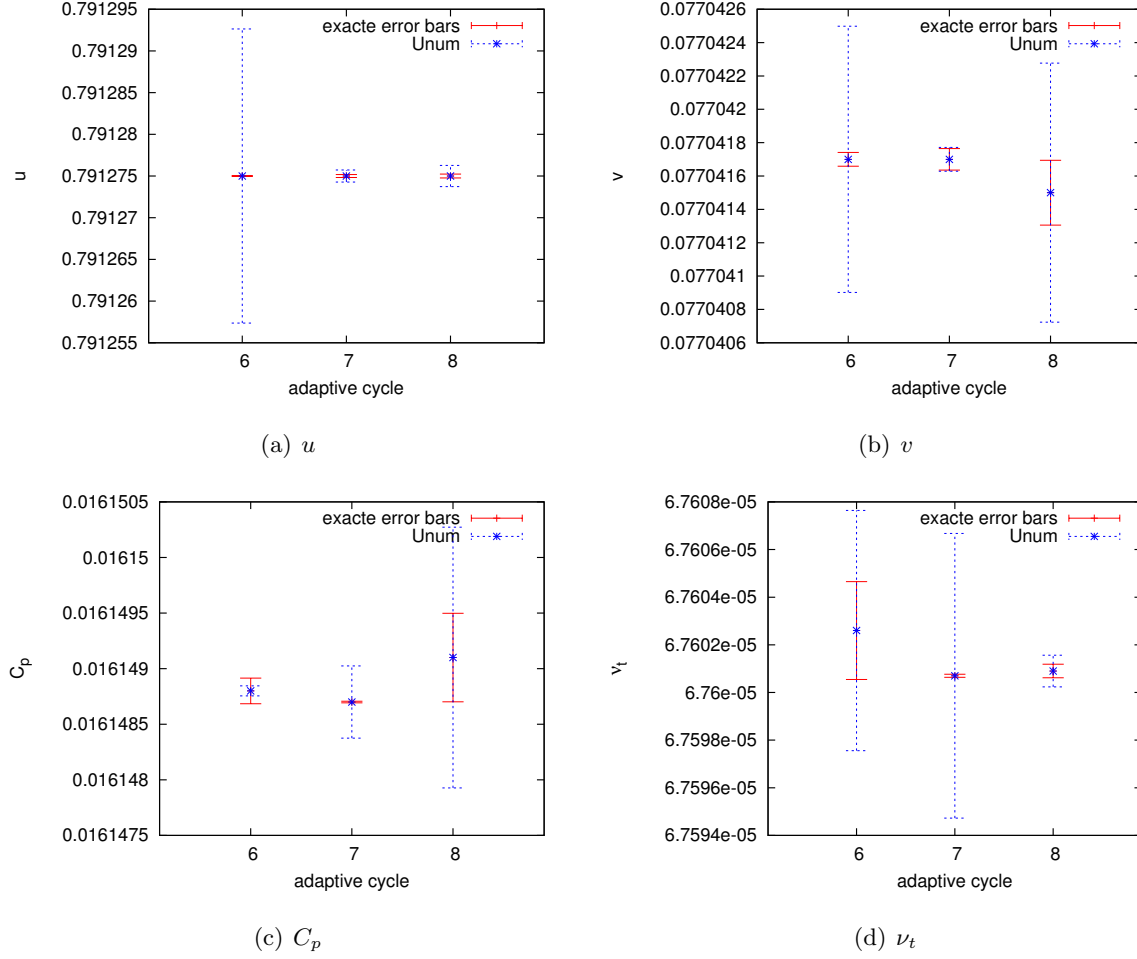 0.791295
0.79129
0.791285
0.79128
0.791275
0.79127
0.791265
0.79126
0.791255
u
6 7 8
adaptive cycle
exacte error bars
Unum
(a) u
0.0770426
0.0770424
0.0770422
0.077042
0.0770418
0.0770416
0.0770414
0.0770412
0.077041
0.0770408
0.0770406
v
6 7 8
adaptive cycle
exacte error bars
Unum
(b) v
0.0161505
0.01615
0.0161495
0.016149
0.0161485
0.016148
0.0161475
C_p
6 7 8
adaptive cycle
exacte error bars
Unum
(c) C_p
6.7608e-05
6.7606e-05
6.7604e-05
6.7602e-05
6.76e-05
6.7598e-05
6.7596e-05
6.7594e-05
ν_t
6 7 8
adaptive cycle
exacte error bars
Unum
(d) ν_t